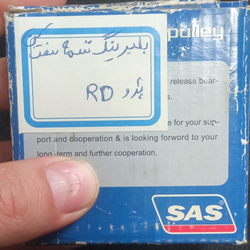 pulley
بلبرینگ تسمه سفت کن
release bear-
s.
پژو RD
e for your sup-
port and cooperation & is looking forward to your
long-term and further cooperation.
SAS